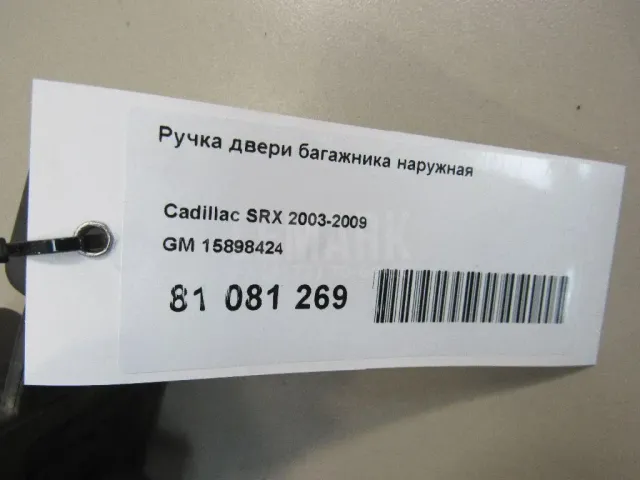 Ручка двери багажника наружная
Cadillac SRX 2003-2009
GM 15898424
81 081 269